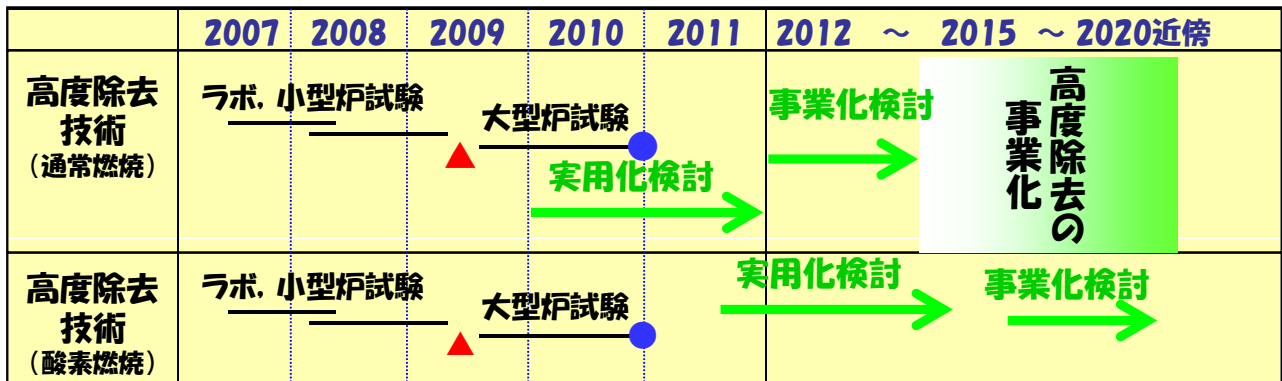 2007 2008 2009 2010 2011 2012 ～ 2015 ～ 2020近傍
高度除去
技術
（通常燃焼）
ラボ, 小型炉試験
大型炉試験
実用化検討
事業化検討
高度除去の
事業化
高度除去
技術
（酸素燃焼）
ラボ, 小型炉試験
大型炉試験
実用化検討
事業化検討